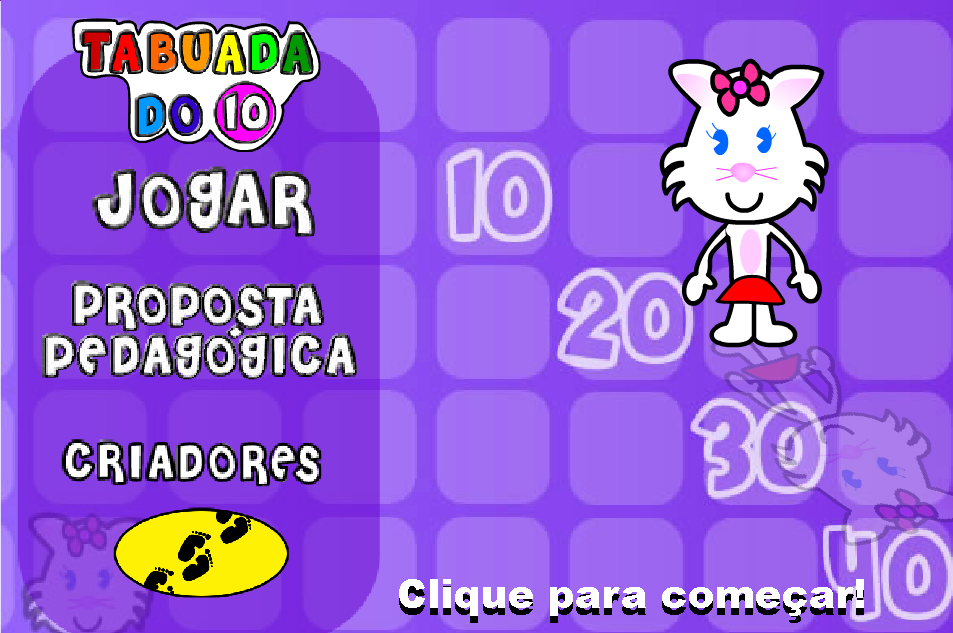 TABUADA
DO 10
JOGAR
PROPOSTA
PEDAGÓGICA
CRIADORES
10
20
30
40
Clique para começar!